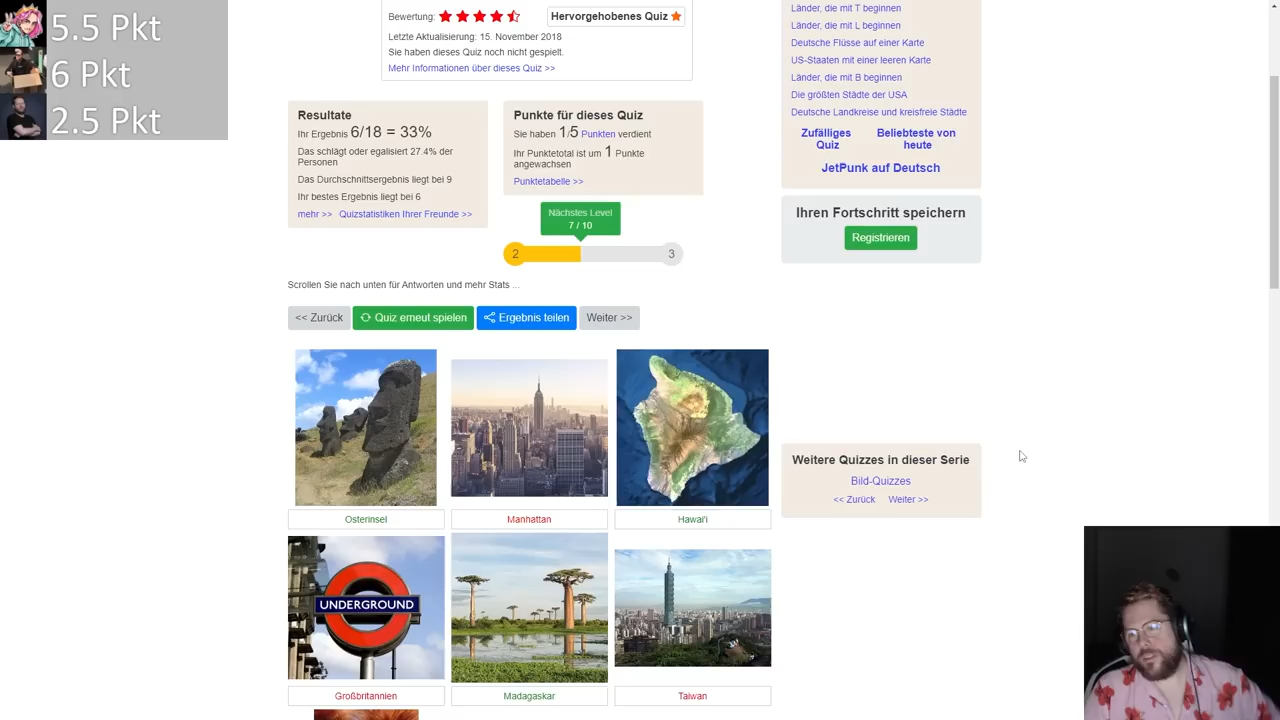 5.5 Pkt
6 Pkt
2.5 Pkt
Bewertung:
Hervorgehobenes Quiz
Letzte Aktualisierung: 15. November 2018
Sie haben dieses Quiz noch nicht gespielt.
Mehr Informationen über dieses Quiz >>
Resultate
Ihr Ergebnis 6/18 = 33%
Das schlägt oder egalisiert 27.4% der
Personen
Das Durchschnittsergebnis liegt bei 9
Ihr bestes Ergebnis liegt bei 6
mehr >> Quizstatistiken Ihrer Freunde >>
Punkte für dieses Quiz
Sie haben 1/5 Punkten verdient
Ihr Punktetotal ist um 1 Punkte
angewachsen
Punktetabelle >>
Nächstes Level
7 / 10
2
3
Scrollen Sie nach unten für Antworten und mehr Stats ...
<< Zurück
Quiz erneut spielen
Ergebnis teilen
Weiter >>
Osterinsel
Manhattan
Hawai'i
UNDERGROUND
Großbritannien
Madagaskar
Taiwan
Länder, die mit T beginnen
Länder, die mit L beginnen
Deutsche Flüsse auf einer Karte
US-Staaten mit einer leeren Karte
Länder, die mit B beginnen
Die größten Städte der USA
Deutsche Landkreise und kreisfreie Städte
Zufälliges
Quiz
Beliebteste von
heute
JetPunk auf Deutsch
Ihren Fortschritt speichern
Registrieren
Weitere Quizzes in dieser Serie
Bild-Quizzes
<< Zurück Weiter >>